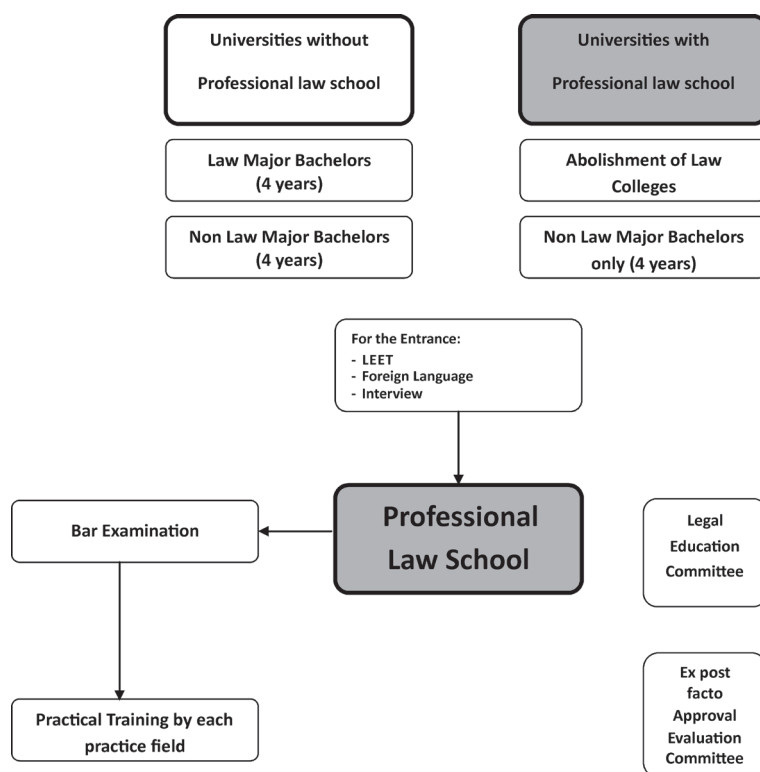 Universities without
Professional law school
Universities with
Professional law school
Law Major Bachelors
(4 years)
Abolishment of Law
Colleges
Non Law Major Bachelors
(4 years)
Non Law Major Bachelors
only (4 years)
For the Entrance:
- LEET
- Foreign Language
- Interview
Professional
Law School
Bar Examination
Legal
Education
Committee
Practical Training by each
practice field
Ex post
facto
Approval
Evaluation
Committee